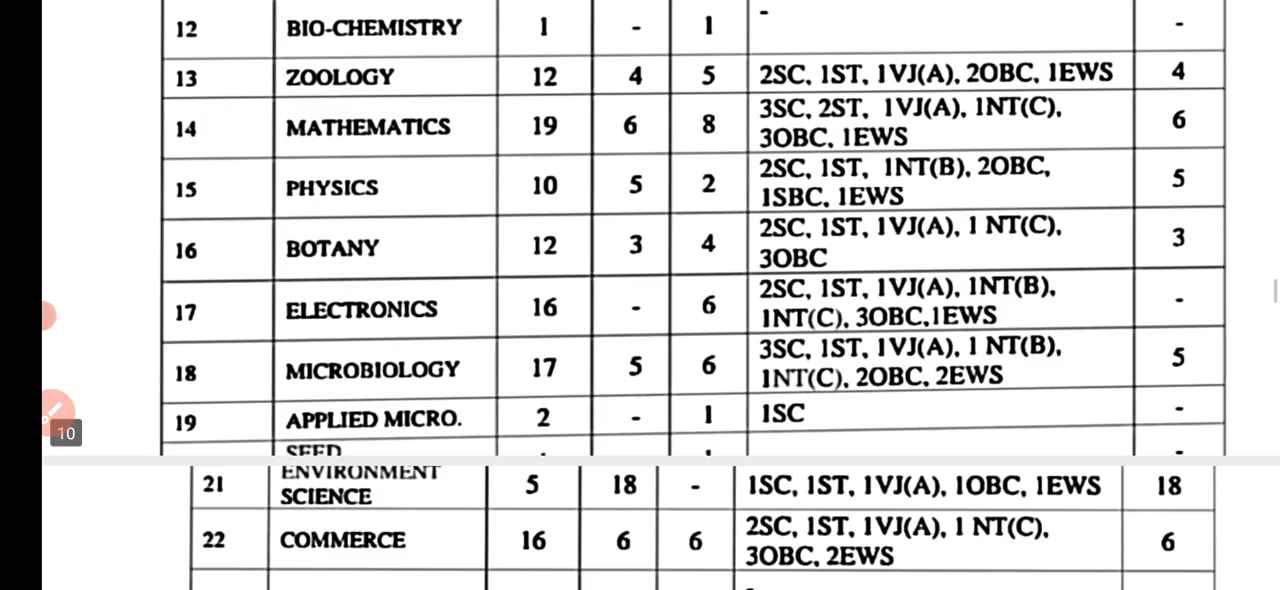 12 BIO-CHEMISTRY 1 - 1 - -
13 ZOOLOGY 12 4 5 2SC, 1ST, 1VJ(A), 2OBC, 1EWS 4
14 MATHEMATICS 19 6 8 3SC, 2ST, 1VJ(A), 1NT(C),
3OBC, 1EWS 6
15 PHYSICS 10 5 2 2SC, 1ST, 1NT(B), 2OBC,
1SBC, 1EWS 5
16 BOTANY 12 3 4 2SC, 1ST, 1VJ(A), 1 NT(C),
3OBC 3
17 ELECTRONICS 16 - 6 2SC, 1ST, 1VJ(A), 1NT(B),
1NT(C), 3OBC,1EWS -
18 MICROBIOLOGY 17 5 6 3SC, 1ST, 1VJ(A), 1 NT(B),
1NT(C), 2OBC, 2EWS 5
19 APPLIED MICRO. 2 - 1 1SC -
SEED
10
21 ENVIRONMENT
SCIENCE 5 18 - 1SC, 1ST, 1VJ(A), 1OBC, 1EWS 18
22 COMMERCE 16 6 6 2SC, 1ST, 1VJ(A), 1 NT(C),
3OBC, 2EWS 6